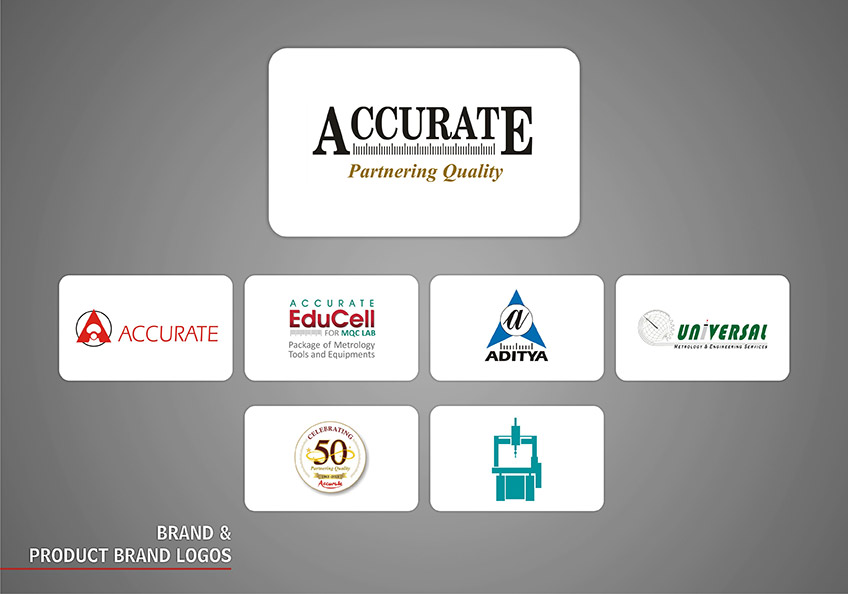 ACCURATE
Partnering Quality
ACCURATE
ACCURATE
EduCell
FOR MQC LAB
Package of Metrology
Tools and Equipments
a
ADITYA
UNiVERSAL
METROLOGY & ENGINEERING SERVICES
CELEBRATING
50
Partnering Quality
Accurate
BRAND &
PRODUCT BRAND LOGOS